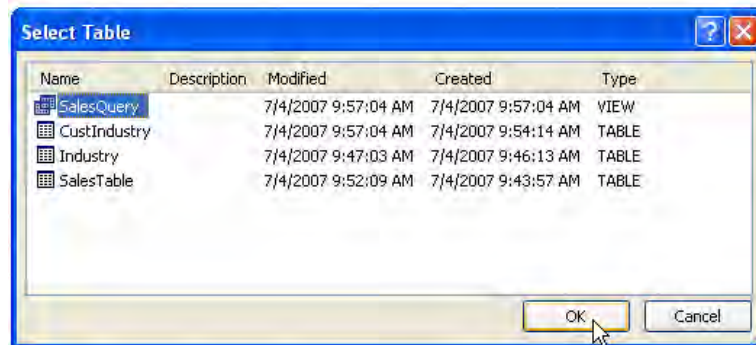 Select Table
Name Description Modified Created Type
SalesQuery 7/4/2007 9:57:04 AM 7/4/2007 9:57:04 AM VIEW
CustIndustry 7/4/2007 9:57:04 AM 7/4/2007 9:54:14 AM TABLE
Industry 7/4/2007 9:47:03 AM 7/4/2007 9:46:13 AM TABLE
SalesTable 7/4/2007 9:52:09 AM 7/4/2007 9:43:57 AM TABLE
OK Cancel